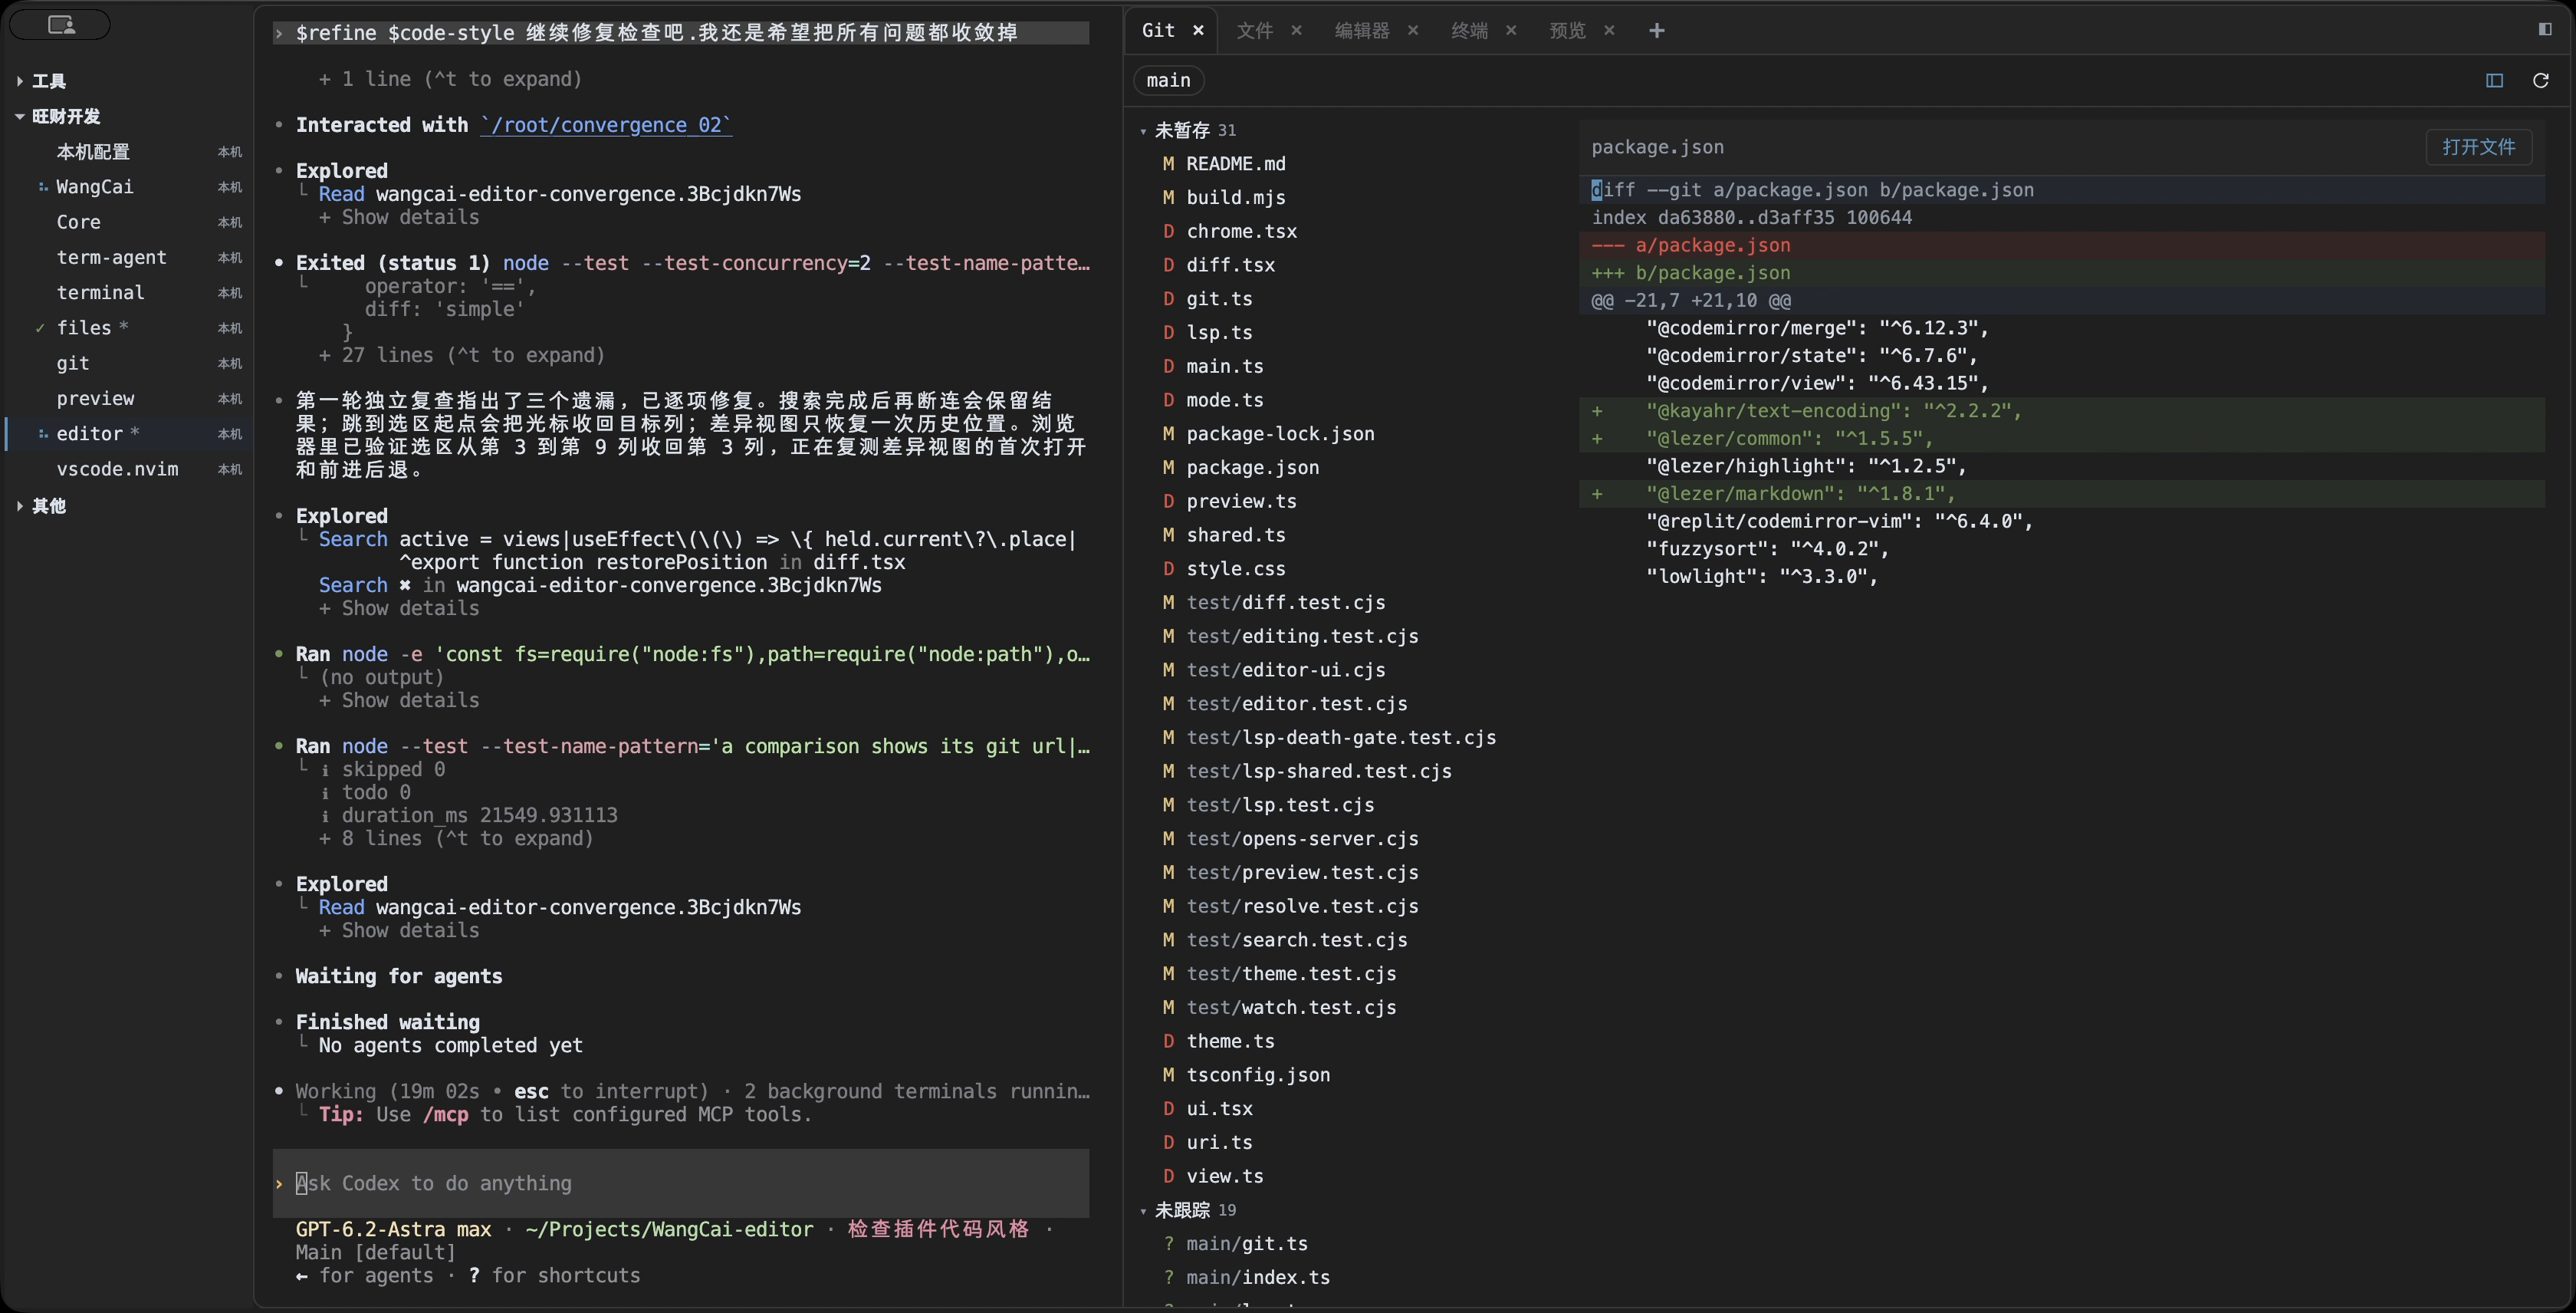 工具
旺财开发
本机配置 本机
WangCai 本机
Core 本机
term-agent 本机
terminal 本机
✓ files * 本机
git 本机
preview 本机
editor * 本机
vscode.nvim 本机
其他
› $refine $code-style 继续修复检查吧.我还是希望把所有问题都收敛掉
+ 1 line (^t to expand)
• Interacted with `/root/convergence_02`
• Explored
└ Read wangcai-editor-convergence.3Bcjdkn7Ws
+ Show details
• Exited (status 1) node --test --test-concurrency=2 --test-name-patte…
└ operator: '==',
diff: 'simple'
}
+ 27 lines (^t to expand)
• 第一轮独立复查指出了三个遗漏，已逐项修复。搜索完成后再断连会保留结
果；跳到选区起点会把光标收回目标列；差异视图只恢复一次历史位置。浏览
器里已验证选区从第 3 到第 9 列收回第 3 列，正在复测差异视图的首次打开
和前进后退。
• Explored
└ Search active = views|useEffect\(\(\) => \{ held.current\?\.place|
^export function restorePosition in diff.tsx
Search ✖ in wangcai-editor-convergence.3Bcjdkn7Ws
+ Show details
• Ran node -e 'const fs=require("node:fs"),path=require("node:path"),o…
└ (no output)
+ Show details
• Ran node --test --test-name-pattern='a comparison shows its git url|…
└ ℹ skipped 0
ℹ todo 0
ℹ duration_ms 21549.931113
+ 8 lines (^t to expand)
• Explored
└ Read wangcai-editor-convergence.3Bcjdkn7Ws
+ Show details
• Waiting for agents
• Finished waiting
└ No agents completed yet
• Working (19m 02s • esc to interrupt) · 2 background terminals runnin…
└ Tip: Use /mcp to list configured MCP tools.
› Ask Codex to do anything
GPT-6.2-Astra max · ~/Projects/WangCai-editor · 检查插件代码风格 ·
Main [default]
← for agents · ? for shortcuts
Git × 文件 × 编辑器 × 终端 × 预览 × +
main
未暂存 31
M README.md
M build.mjs
D chrome.tsx
D diff.tsx
D git.ts
D lsp.ts
D main.ts
D mode.ts
M package-lock.json
M package.json
D preview.ts
M shared.ts
D style.css
M test/diff.test.cjs
M test/editing.test.cjs
M test/editor-ui.cjs
M test/editor.test.cjs
M test/lsp-death-gate.test.cjs
M test/lsp-shared.test.cjs
M test/lsp.test.cjs
M test/opens-server.cjs
M test/preview.test.cjs
M test/resolve.test.cjs
M test/search.test.cjs
M test/theme.test.cjs
M test/watch.test.cjs
D theme.ts
M tsconfig.json
D ui.tsx
D uri.ts
D view.ts
未跟踪 19
? main/git.ts
? main/index.ts
package.json 打开文件
diff --git a/package.json b/package.json
index da63880..d3aff35 100644
--- a/package.json
+++ b/package.json
@@ -21,7 +21,10 @@
"@codemirror/merge": "^6.12.3",
"@codemirror/state": "^6.7.6",
"@codemirror/view": "^6.43.15",
+ "@kayahr/text-encoding": "^2.2.2",
+ "@lezer/common": "^1.5.5",
"@lezer/highlight": "^1.2.5",
+ "@lezer/markdown": "^1.8.1",
"@replit/codemirror-vim": "^6.4.0",
"fuzzysort": "^4.0.2",
"lowlight": "^3.3.0",